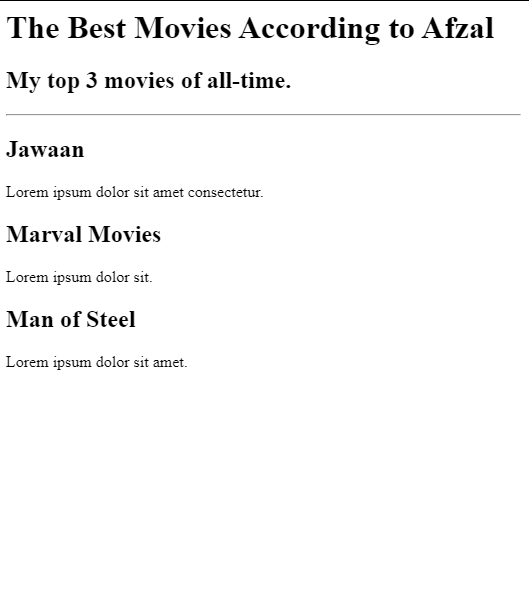 The Best Movies According to Afzal
My top 3 movies of all-time.
Jawaan
Lorem ipsum dolor sit amet consectetur.
Marval Movies
Lorem ipsum dolor sit.
Man of Steel
Lorem ipsum dolor sit amet.